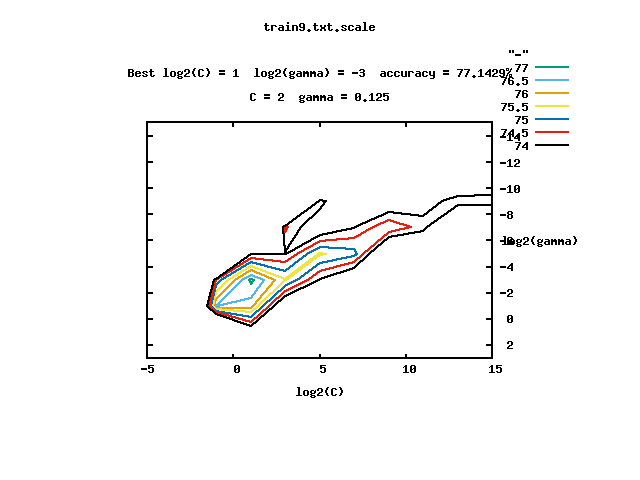 train9.txt.scale
"-"
Best log2(C) = 1 log2(gamma) = -3 accuracy = 77.1429%
77
76.5
76
75.5
75
74.5
74
C = 2 gamma = 0.125
-14
-12
-10
-8
-6
log2(gamma)
-4
-2
0
2
-5 0 5 10 15
log2(C)